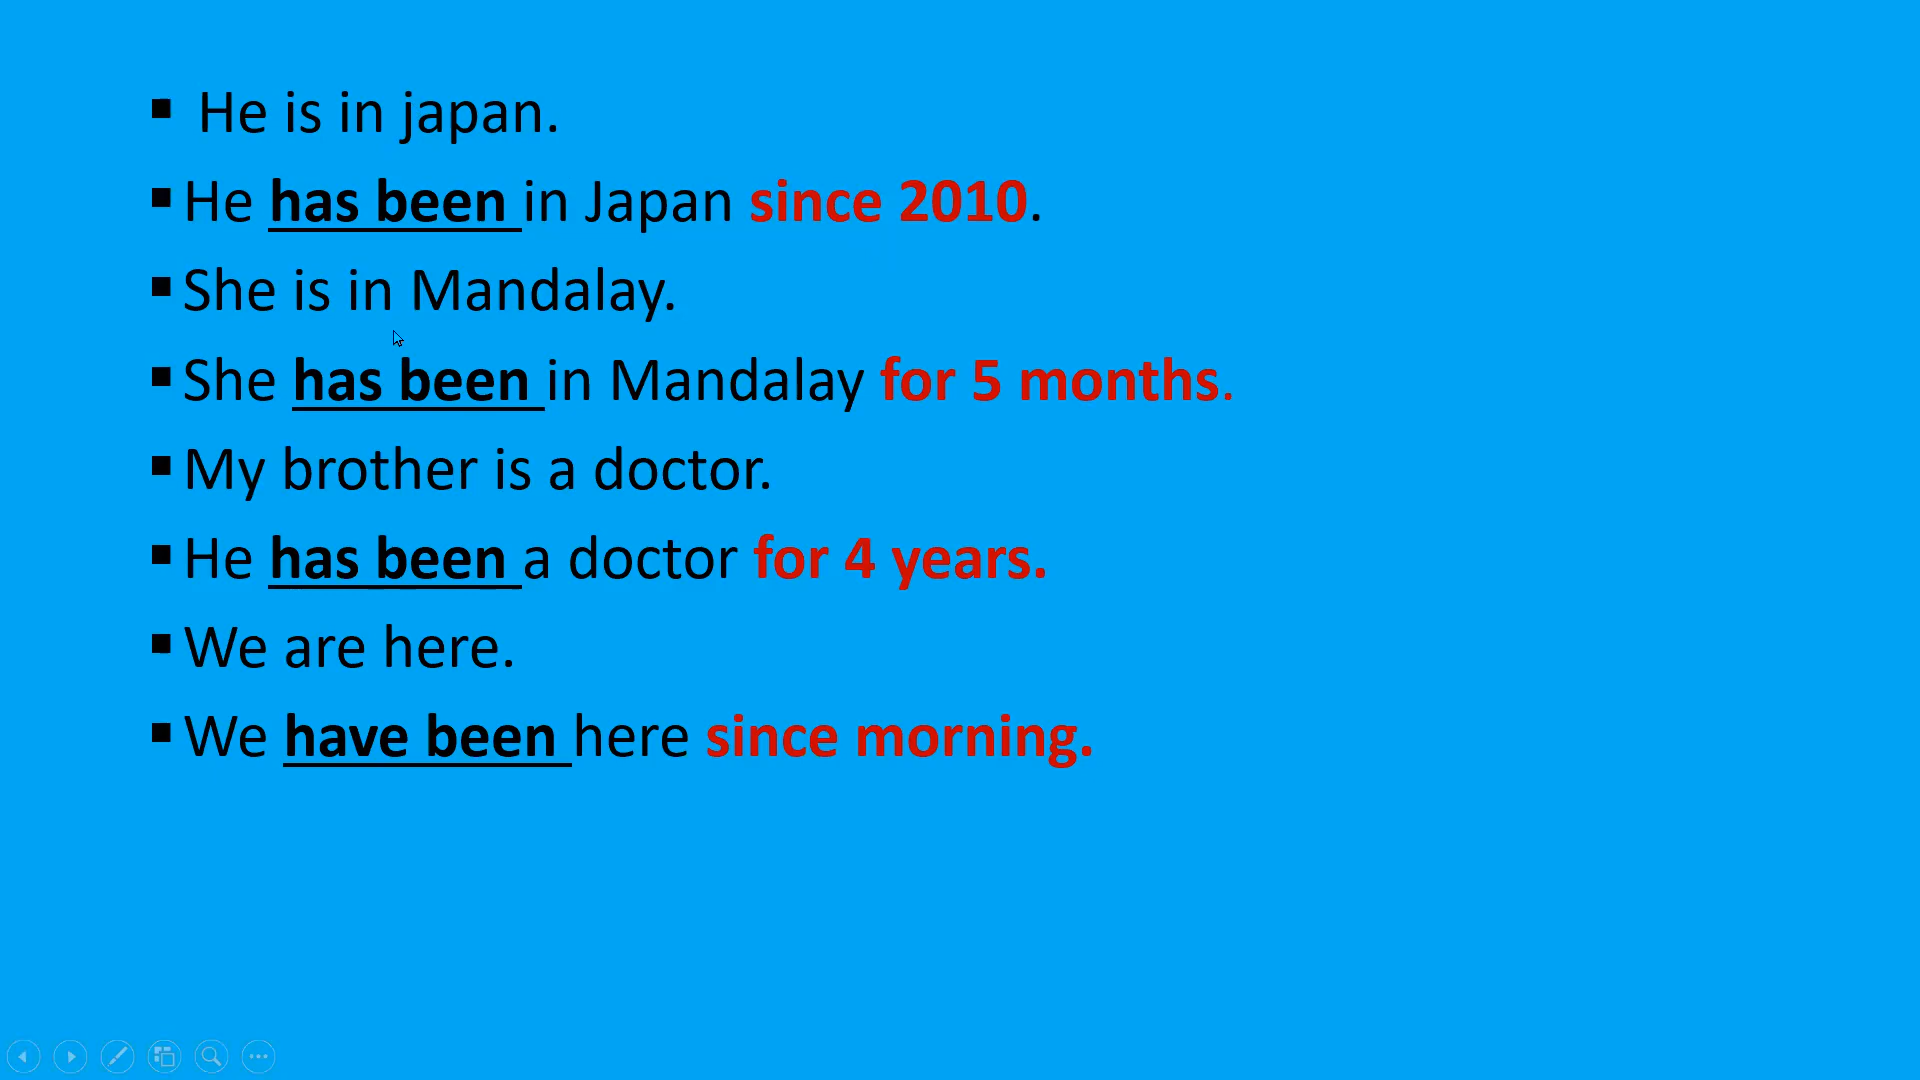 ▪ He is in japan.
▪ He has been in Japan since 2010.
▪ She is in Mandalay.
▪ She has been in Mandalay for 5 months.
▪ My brother is a doctor.
▪ He has been a doctor for 4 years.
▪ We are here.
▪ We have been here since morning.